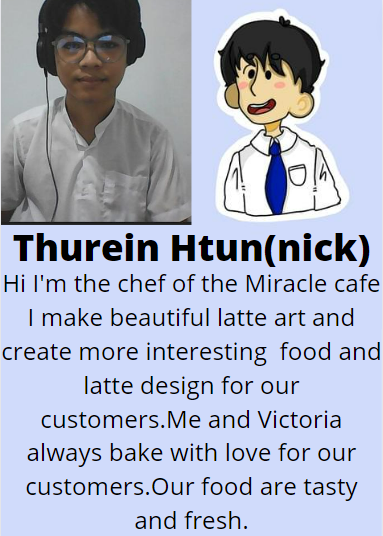 Thurein Htun(nick)
Hi I'm the chef of the Miracle cafe
I make beautiful latte art and
create more interesting  food and
latte design for our
customers.Me and Victoria
always bake with love for our
customers.Our food are tasty
and fresh.